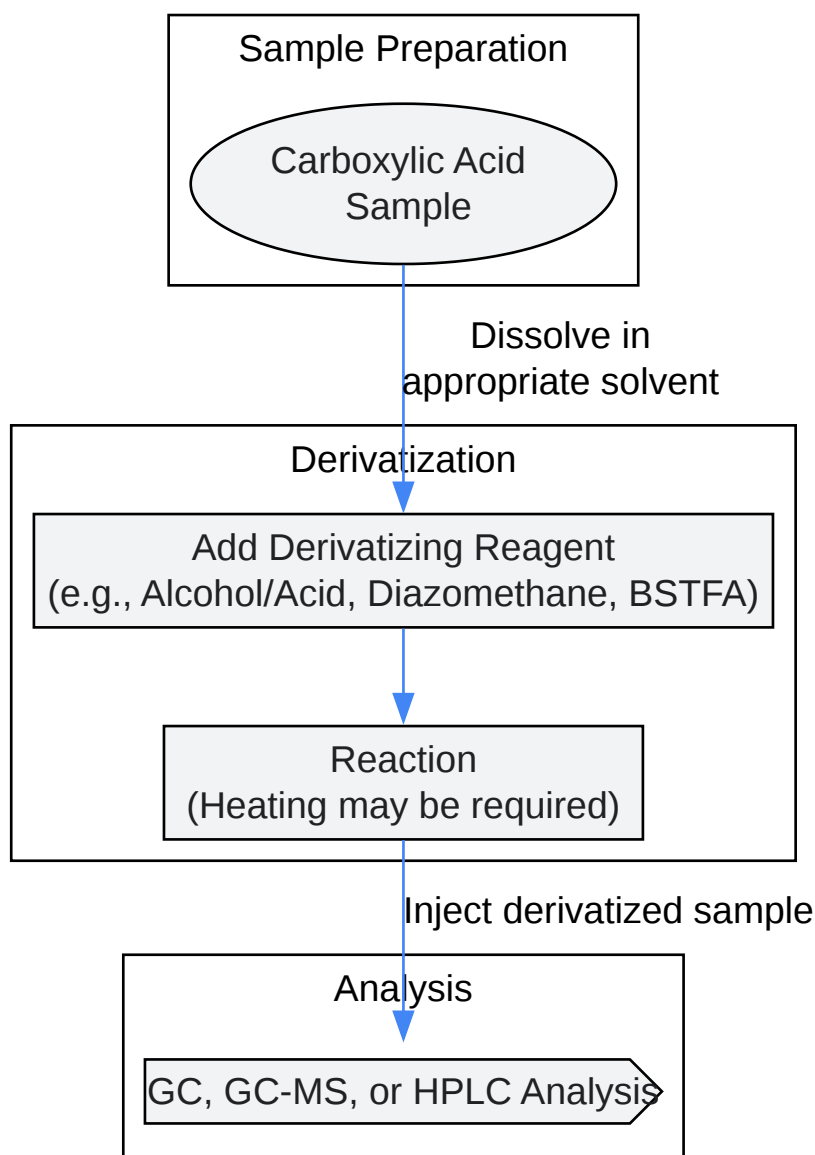 Sample Preparation
Carboxylic Acid
Sample
Dissolve in
appropriate solvent
Derivatization
Add Derivatizing Reagent
(e.g., Alcohol/Acid, Diazomethane, BSTFA)
Reaction
(Heating may be required)
Inject derivatized sample
Analysis
GC, GC-MS, or HPLC Analysis